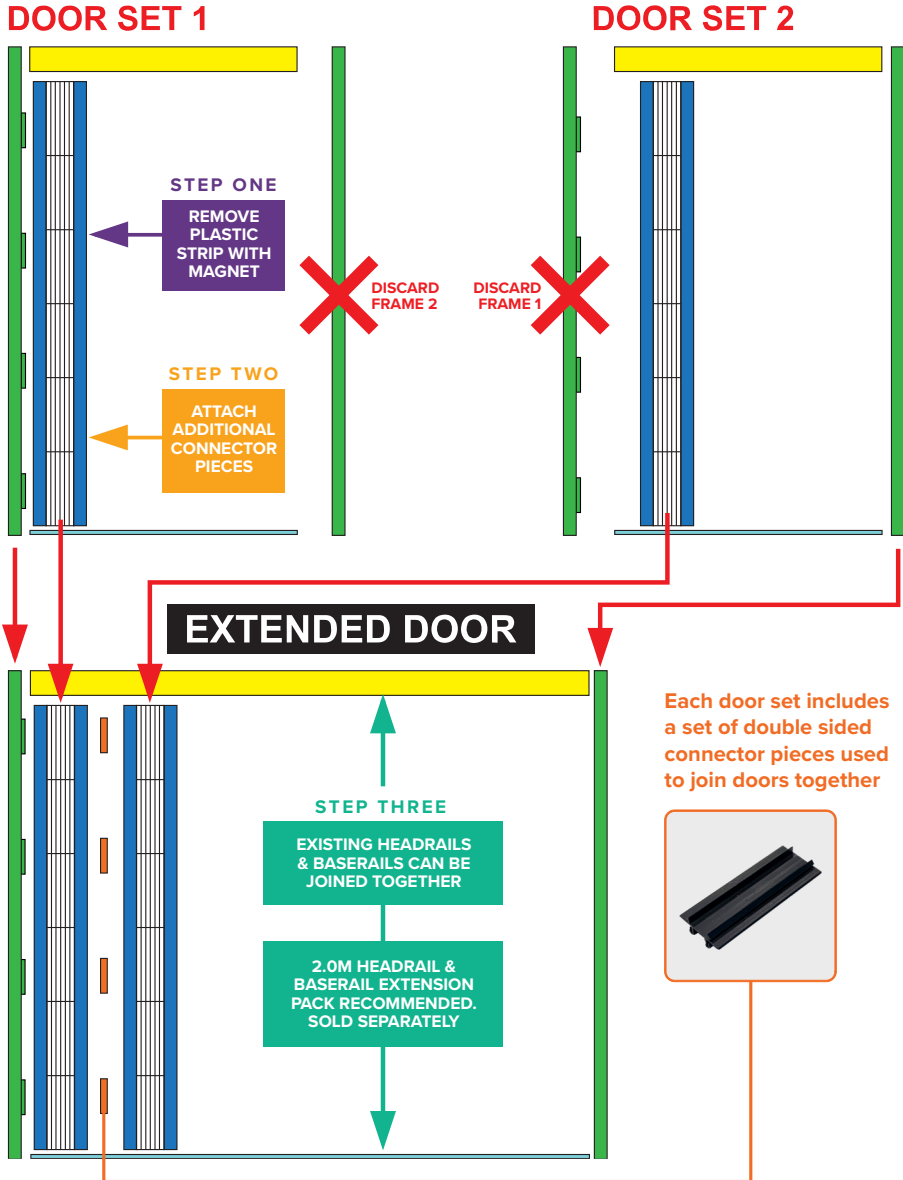 DOOR SET 1
DOOR SET 2
STEP ONE
REMOVE
PLASTIC
STRIP WITH
MAGNET
DISCARD
FRAME 2
DISCARD
FRAME 1
STEP TWO
ATTACH
ADDITIONAL
CONNECTOR
PIECES
EXTENDED DOOR
Each door set includes
a set of double sided
connector pieces used
to join doors together
STEP THREE
EXISTING HEADRAILS
& BASERAILS CAN BE
JOINED TOGETHER
2.0M HEADRAIL &
BASERAIL EXTENSION
PACK RECOMMENDED.
SOLD SEPARATELY